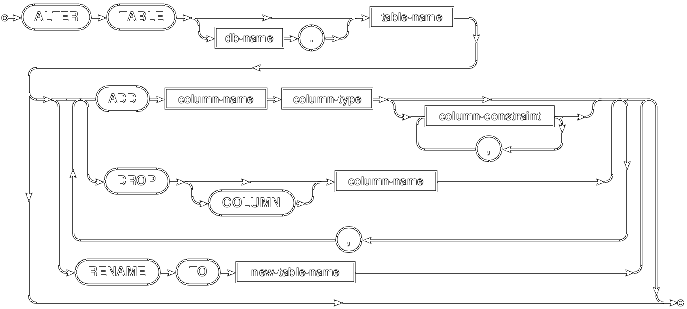 ALTER TABLE db-name . table-name
ADD column-name column-type column-constraint ,
DROP COLUMN column-name
,
RENAME TO new-table-name